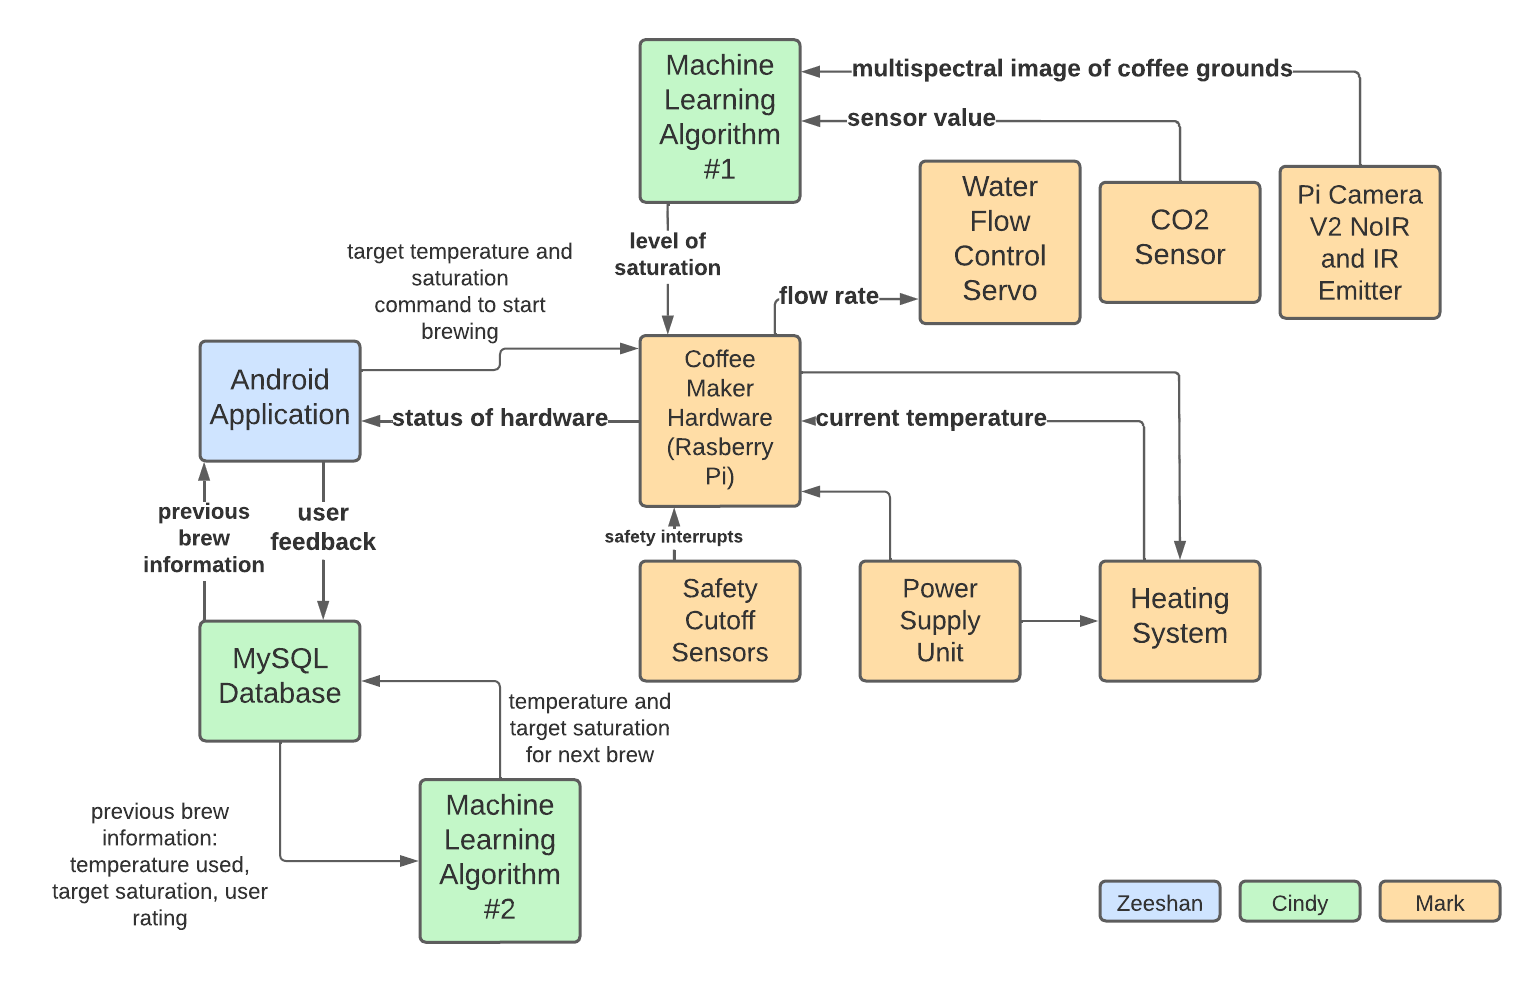 Machine
Learning
Algorithm
#1
multispectral image of coffee grounds
sensor value
Water
Flow
Control
Servo
CO2
Sensor
Pi Camera
V2 NoIR
and IR
Emitter
level of
saturation
target temperature and
saturation
command to start
brewing
flow rate
Android
Application
Coffee
Maker
Hardware
(Rasberry
Pi)
status of hardware
current temperature
previous
brew
information
user
feedback
safety interrupts
Safety
Cutoff
Sensors
Power
Supply
Unit
Heating
System
MySQL
Database
temperature and
target saturation
for next brew
Machine
Learning
Algorithm
#2
previous brew
information:
temperature used,
target saturation, user
rating
Zeeshan
Cindy
Mark